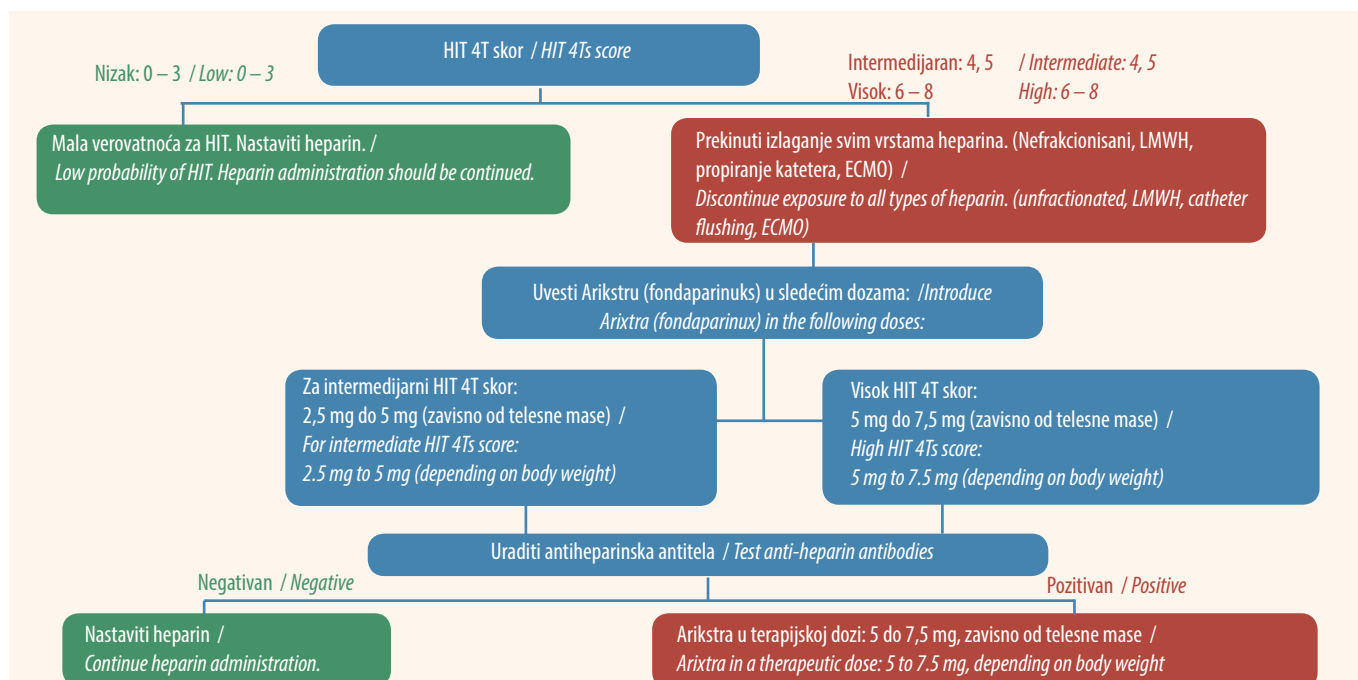 HIT 4T skor / HIT 4Ts score
Nizak: 0 – 3 / Low: 0 – 3
Intermedijaran: 4, 5 / Intermediate: 4, 5
Visok: 6 – 8 High: 6 – 8
Mala verovatnoća za HIT. Nastaviti heparin. /
Low probability of HIT. Heparin administration should be continued.
Prekinuti izlaganje svim vrstama heparina. (Nefrakcionisani, LMWH,
propiranje katetera, ECMO) /
Discontinue exposure to all types of heparin. (unfractionated, LMWH, catheter
flushing, ECMO)
Uvesti Arikstru (fondaparinuks) u sledećim dozama: /Introduce
Arixtra (fondaparinux) in the following doses:
Za intermedijarni HIT 4T skor:
2,5 mg do 5 mg (zavisno od telesne mase) /
For intermediate HIT 4Ts score:
2.5 mg to 5 mg (depending on body weight)
Visok HIT 4T skor:
5 mg do 7,5 mg (zavisno od telesne mase) /
High HIT 4Ts score:
5 mg to 7.5 mg (depending on body weight)
Uraditi antiheparinska antitela / Test anti-heparin antibodies
Negativan / Negative
Pozitivan / Positive
Nastaviti heparin /
Continue heparin administration.
Arikstra u terapijskoj dozi: 5 do 7,5 mg, zavisno od telesne mase /
Arixtra in a therapeutic dose: 5 to 7.5 mg, depending on body weight